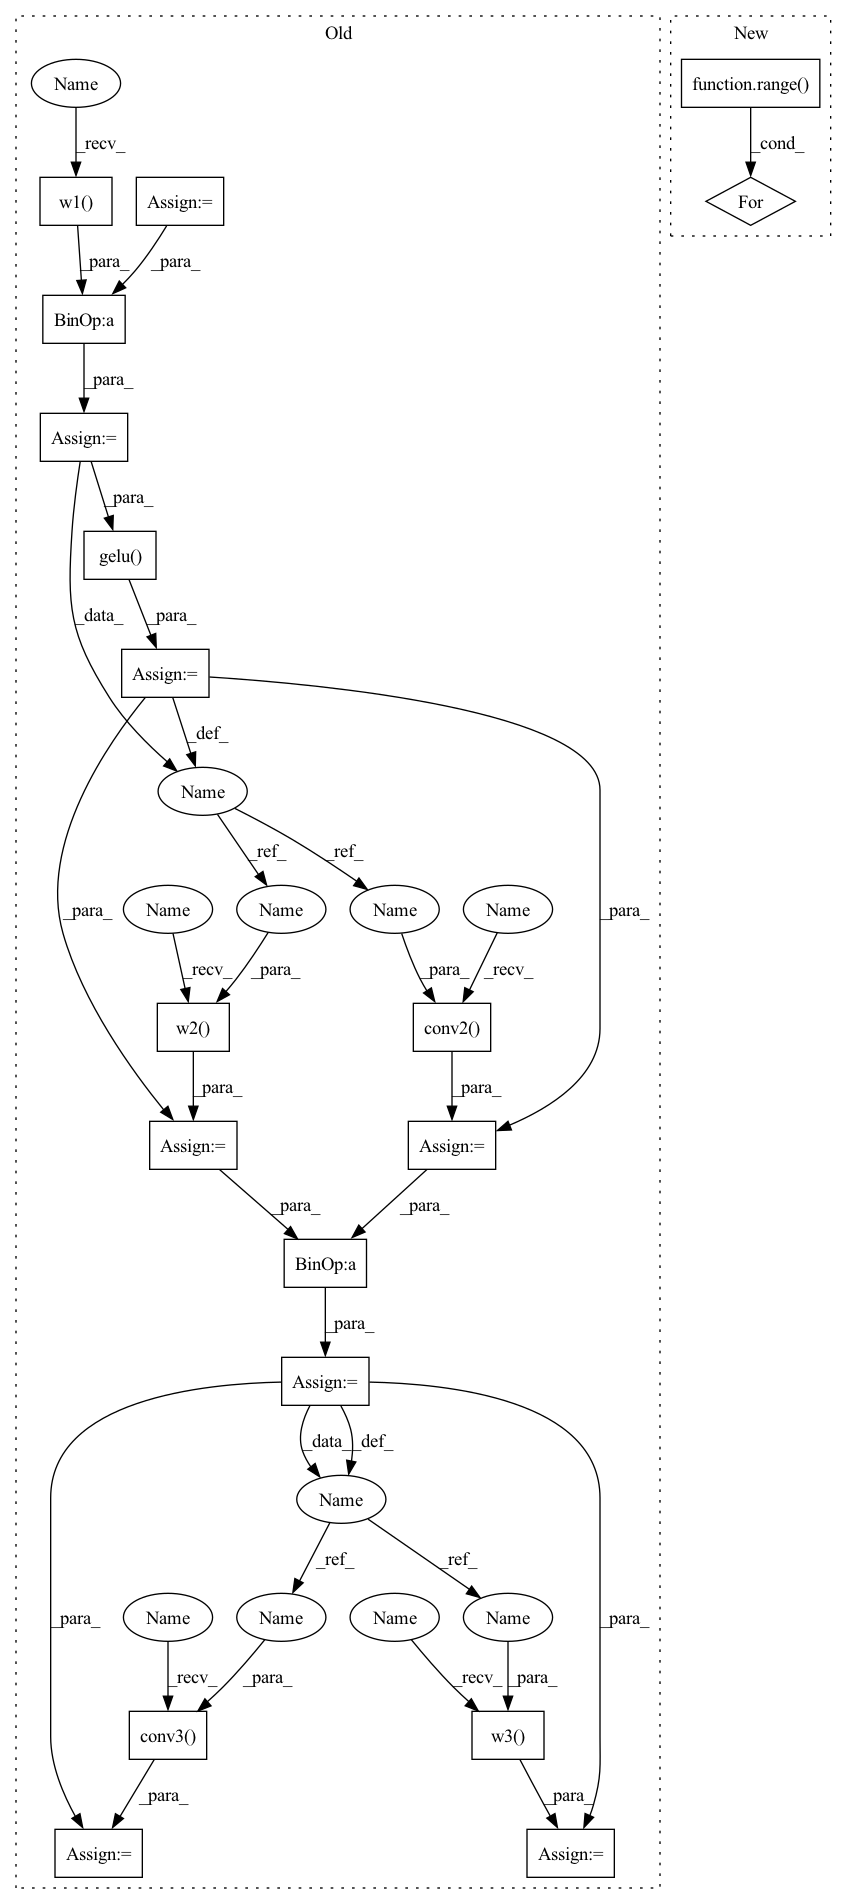 Old
New
Name
function.range()
_recv_
_cond_
w1()
Assign:=
For
_para_
_para_
BinOp:a
_para_
Assign:=
_para_
gelu()
_data_
_para_
Assign:=
_def_
Name
_ref_
_ref_
_para_
Name
Name
Name
Name
_para_
_recv_
_para_
_para_
_recv_
w2()
conv2()
_para_
_para_
Assign:=
Assign:=
_para_
_para_
BinOp:a
_para_
Assign:=
_data_
_def_
Name
_ref_
_ref_
_para_
Name
Name
Name
Name
_para_
_recv_
_para_
_recv_
_para_
conv3()
w3()
_para_
_para_
Assign:=
Assign:=